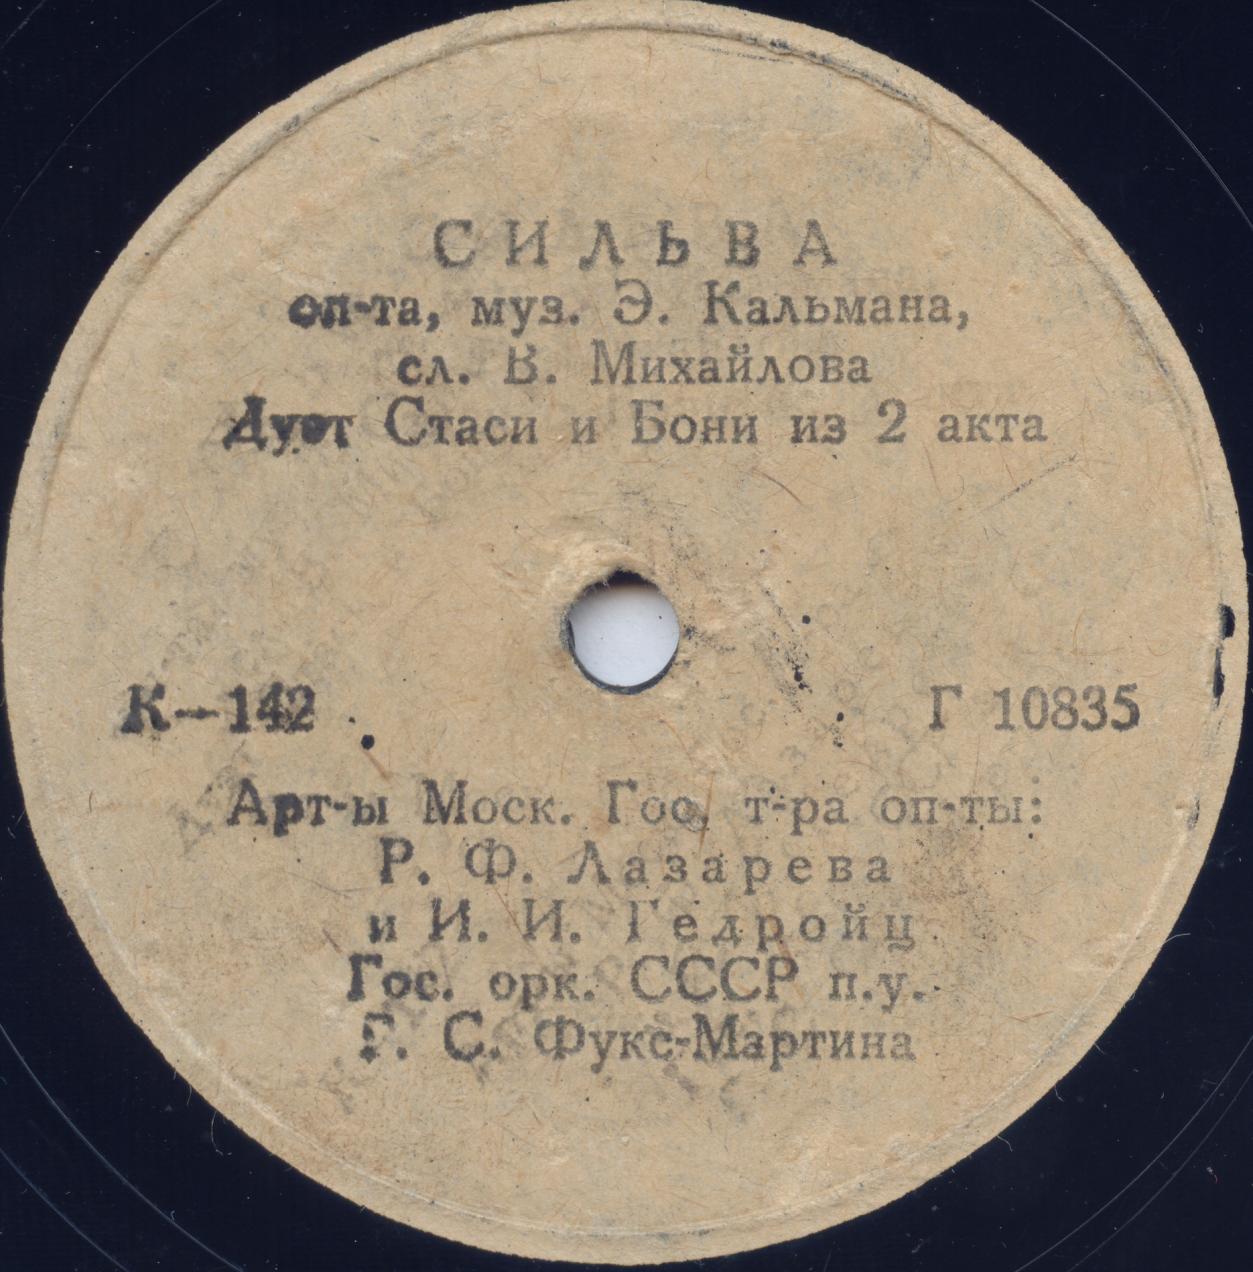 СИЛЬВА
оп-та, муз. Э. Кальмана,
сл. В. Михайлова
Дуэт Стаси и Бони из 2 акта
К—142 Г 10835
Арт-ы Моск. Гос. т-ра оп-ты:
Р. Ф. Лазарева
и И. И. Гедройц
Гос. орк. СССР п.у.
Г. С. Фукс-Мартина